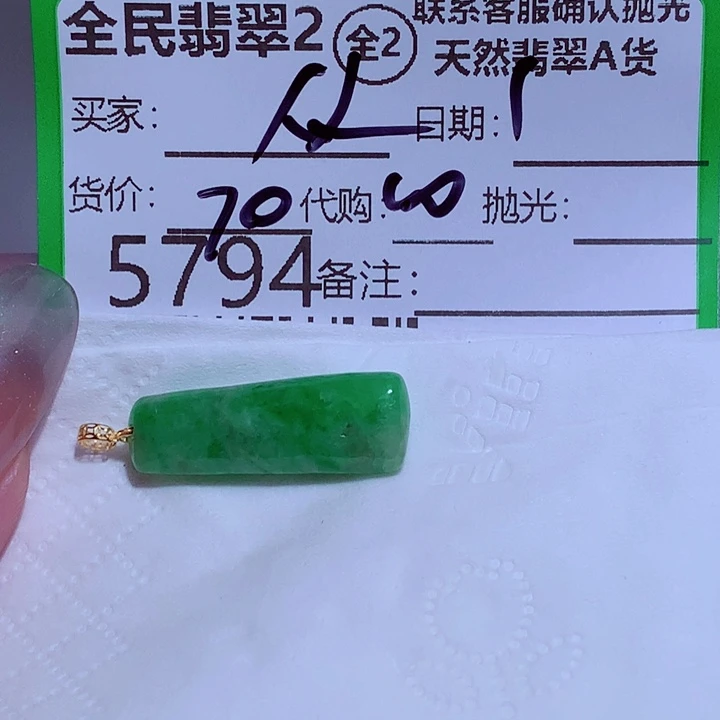 全民翡翠2 全2 联系客服确认抛光
天然翡翠A货
买家： 日期：
货价：70 代购： 抛光：
5794 备注：